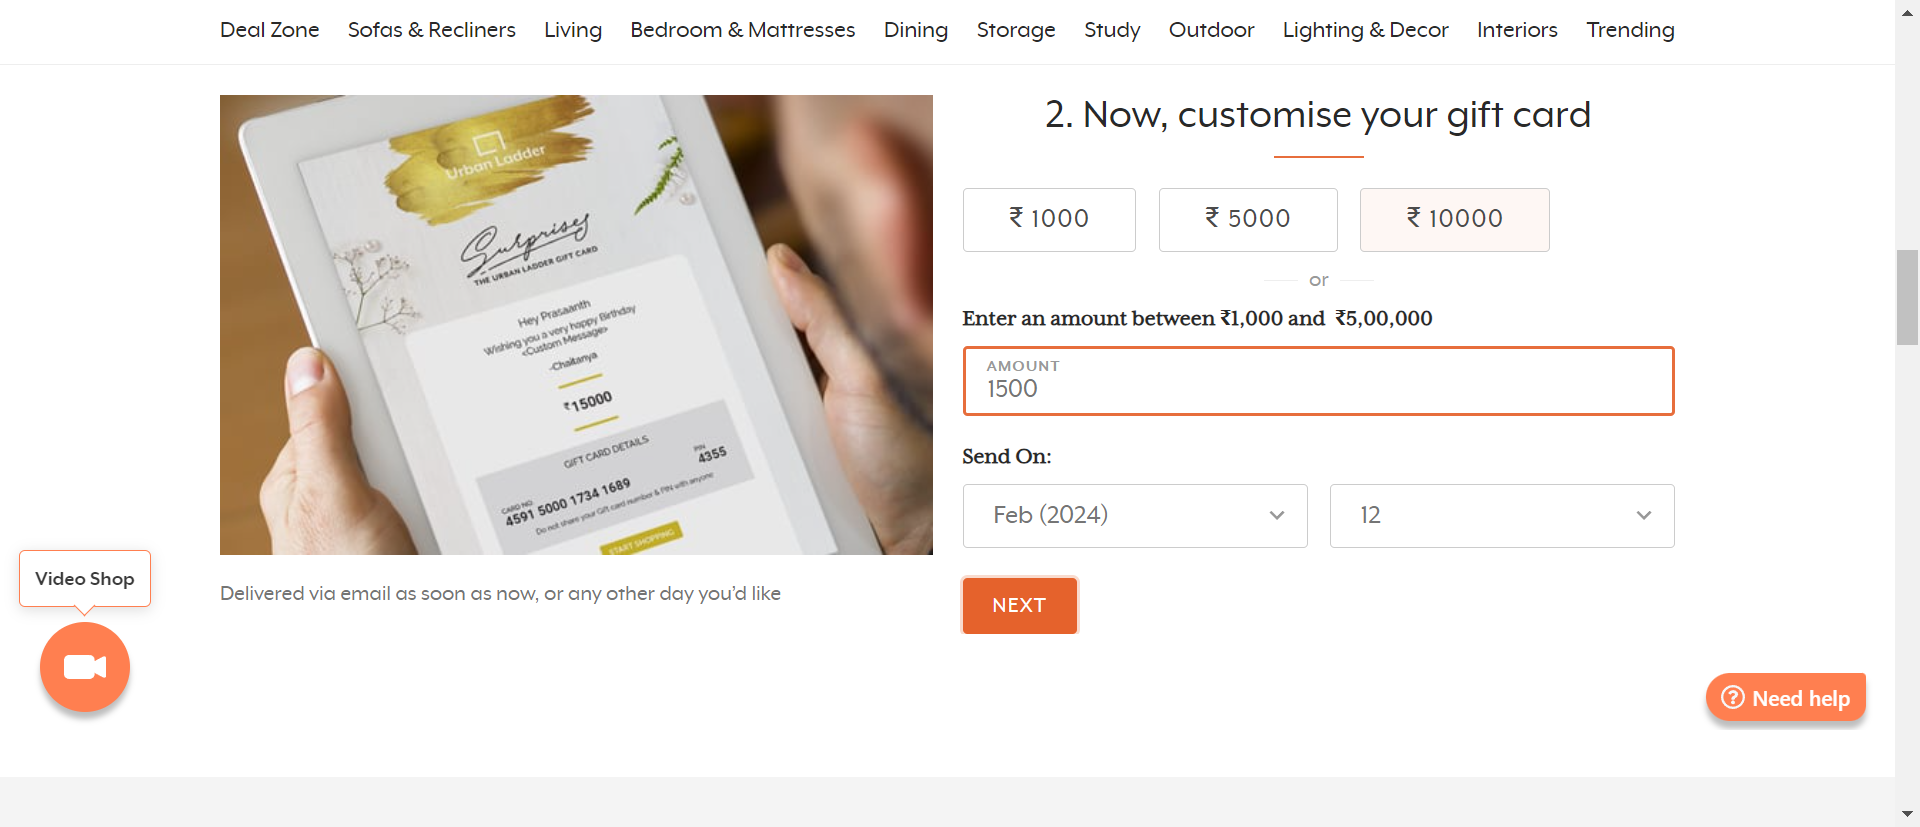 Deal Zone Sofas & Recliners Living Bedroom & Mattresses Dining Storage Study Outdoor Lighting & Decor Interiors Trending
Urban Ladder
Surprises
THE URBAN LADDER GIFT CARD
Hey Prasaanth
Wishing you a very happy Birthday
<Custom Message>
-Chaitanya
₹15000
GIFT CARD DETAILS
CARD NO. PIN
4591 5000 1734 1689 4355
Do not share your Gift card number & PIN with anyone
START SHOPPING
Delivered via email as soon as now, or any other day you'd like
2. Now, customise your gift card
₹ 1000 ₹ 5000 ₹ 10000
or
Enter an amount between ₹1,000 and ₹5,00,000
AMOUNT
1500
Send On:
Feb (2024) 12
NEXT
Video Shop
Need help